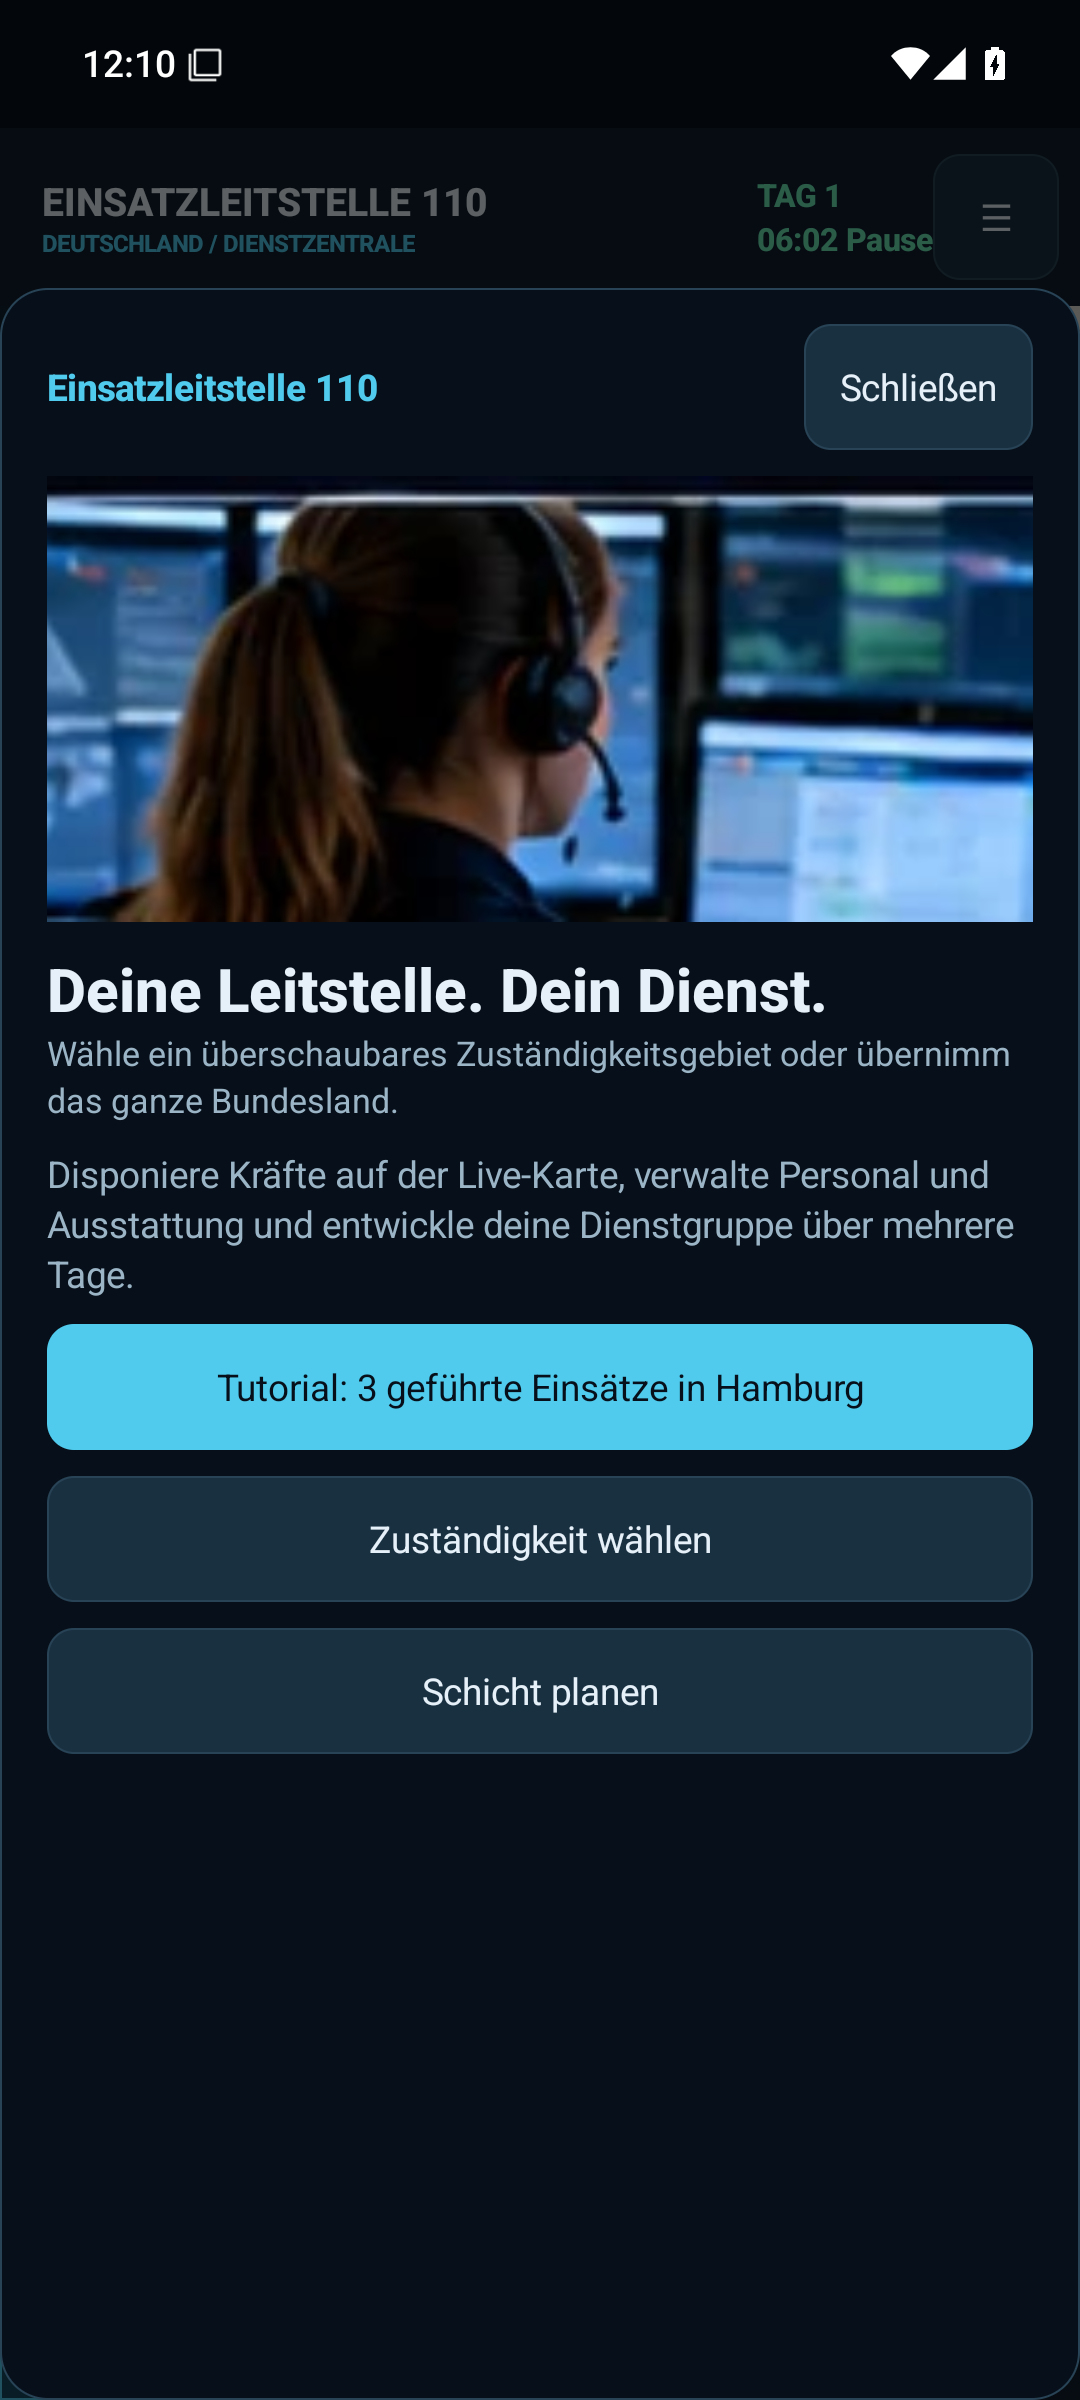 12:10
EINSATZLEITSTELLE 110
DEUTSCHLAND / DIENSTZENTRALE
TAG 1
06:02 Pause
Einsatzleitstelle 110
Schließen
Deine Leitstelle. Dein Dienst.
Wähle ein überschaubares Zuständigkeitsgebiet oder übernimm
das ganze Bundesland.
Disponiere Kräfte auf der Live-Karte, verwalte Personal und
Ausstattung und entwickle deine Dienstgruppe über mehrere
Tage.
Tutorial: 3 geführte Einsätze in Hamburg
Zuständigkeit wählen
Schicht planen